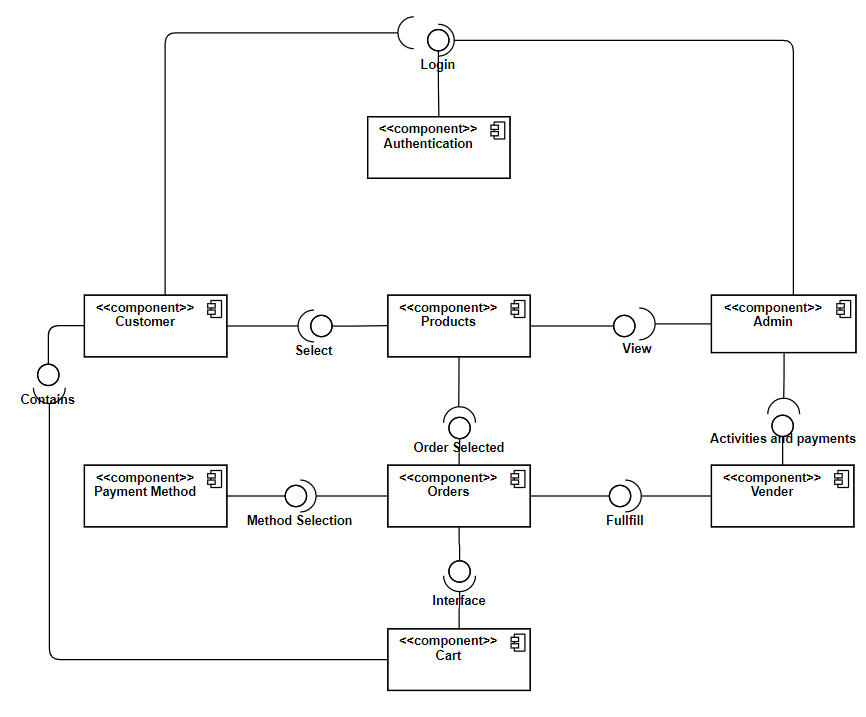 Login
<<component>>
Authentication
<<component>>
Customer
<<component>>
Products
<<component>>
Admin
Select
View
Contains
Order Selected
Activities and payments
<<component>>
Payment Method
<<component>>
Orders
<<component>>
Vender
Method Selection
Fullfill
Interface
<<component>>
Cart